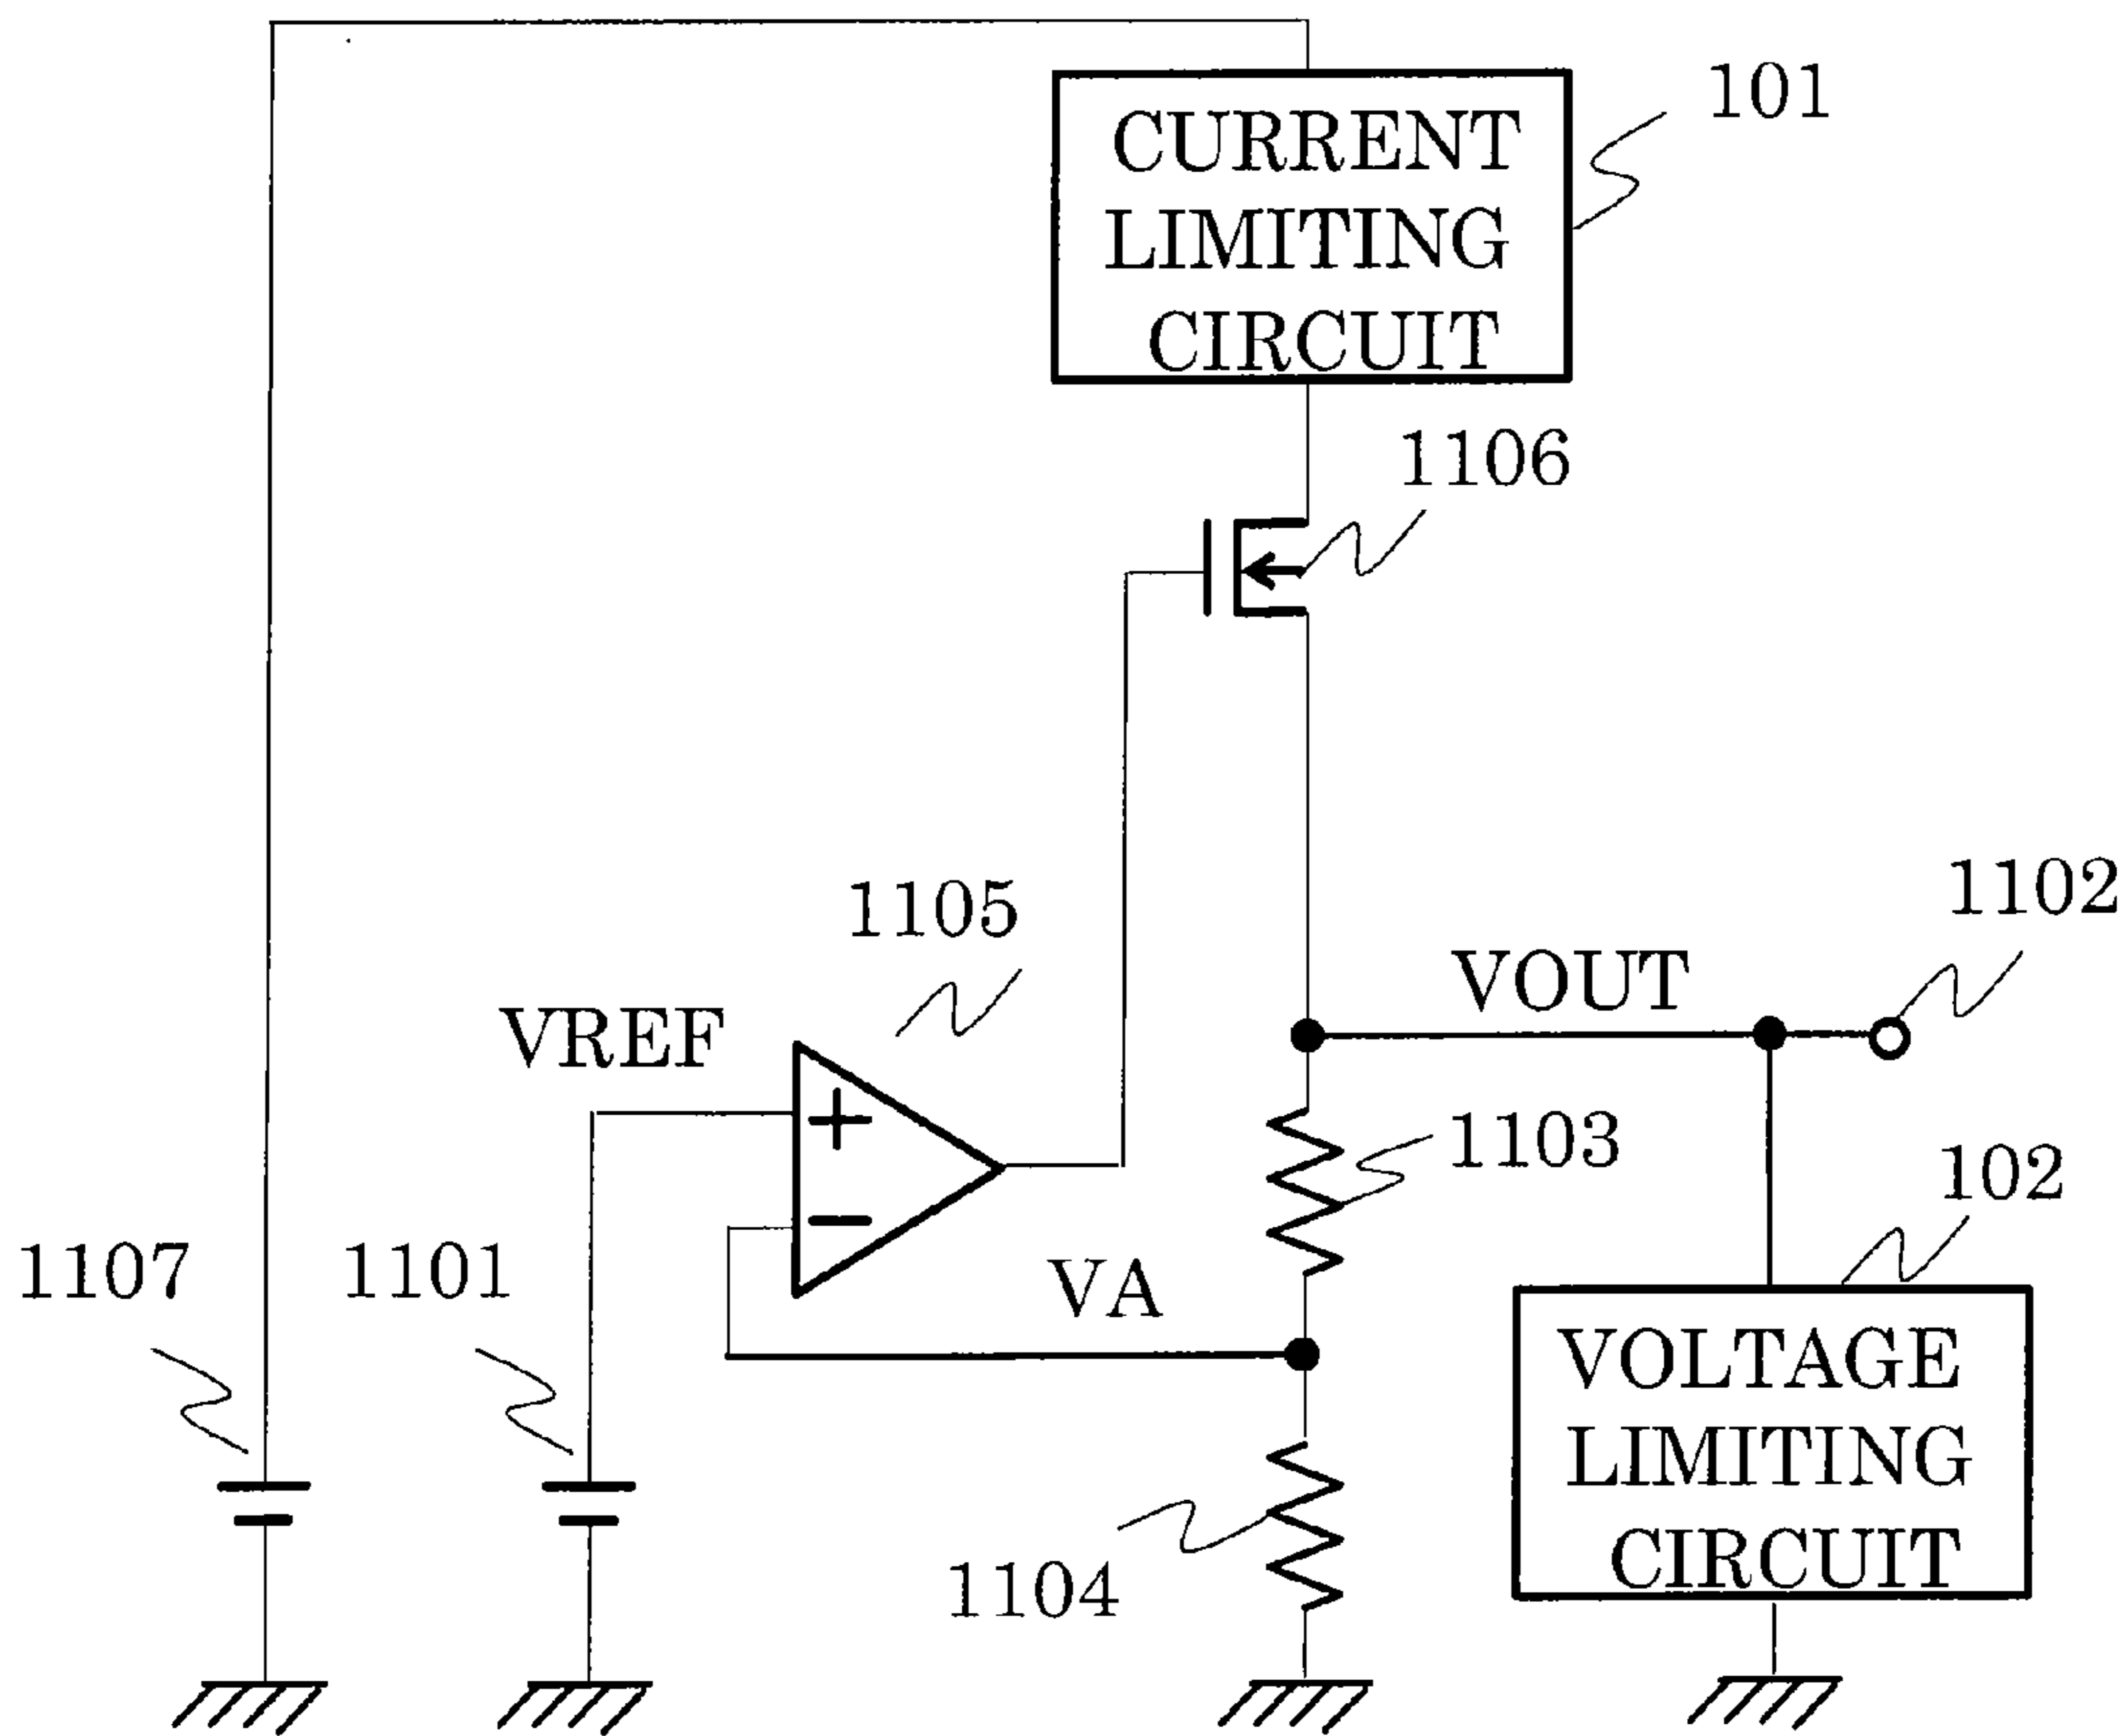 101
CURRENT
LIMITING
CIRCUIT
1106
1102
1105
VOUT
VREF
+
1103
102
−
1107
1101
VA
VOLTAGE
LIMITING
CIRCUIT
1104